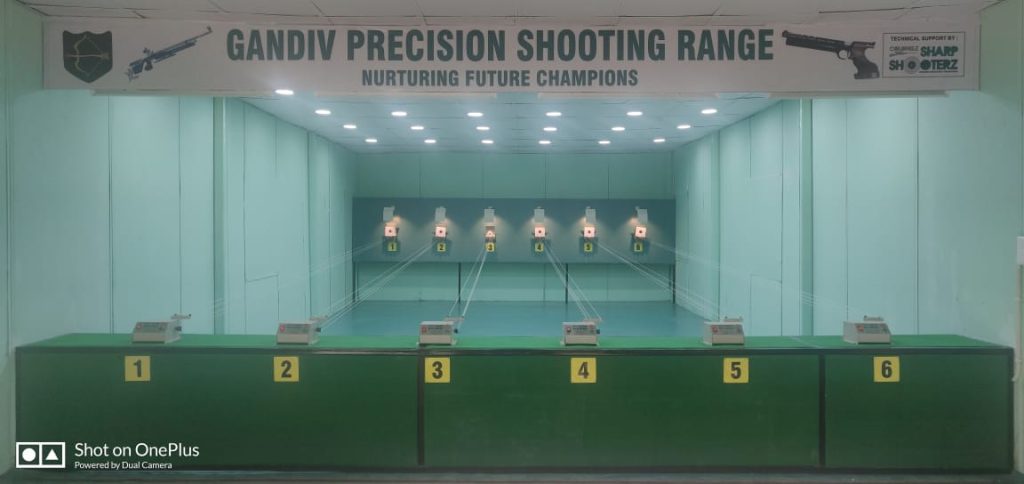 GANDIV PRECISION SHOOTING RANGE
NURTURING FUTURE CHAMPIONS
TECHNICAL SUPPORT BY :
SHARP
SHOOTERZ
1 2 3 4 5 6
1 2 3 4 5 6
Shot on OnePlus
Powered by Dual Camera